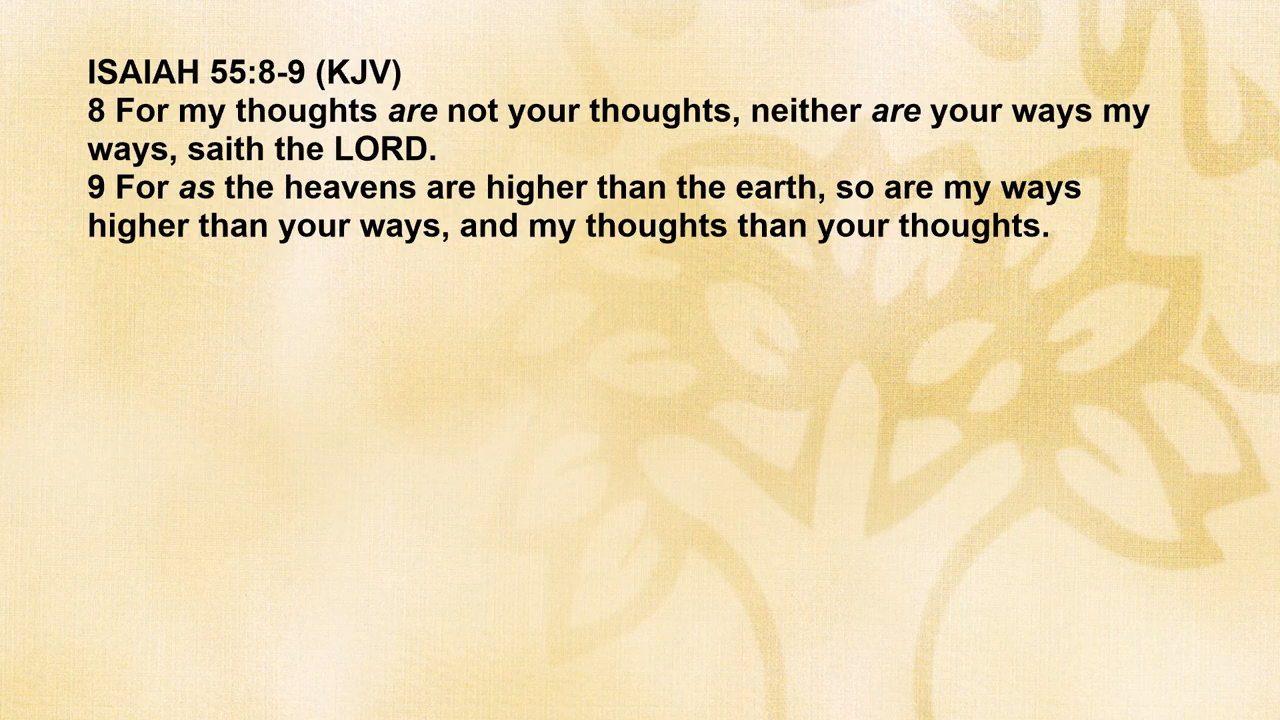 ISAIAH 55:8-9 (KJV)
8 For my thoughts are not your thoughts, neither are your ways my
ways, saith the LORD.
9 For as the heavens are higher than the earth, so are my ways
higher than your ways, and my thoughts than your thoughts.